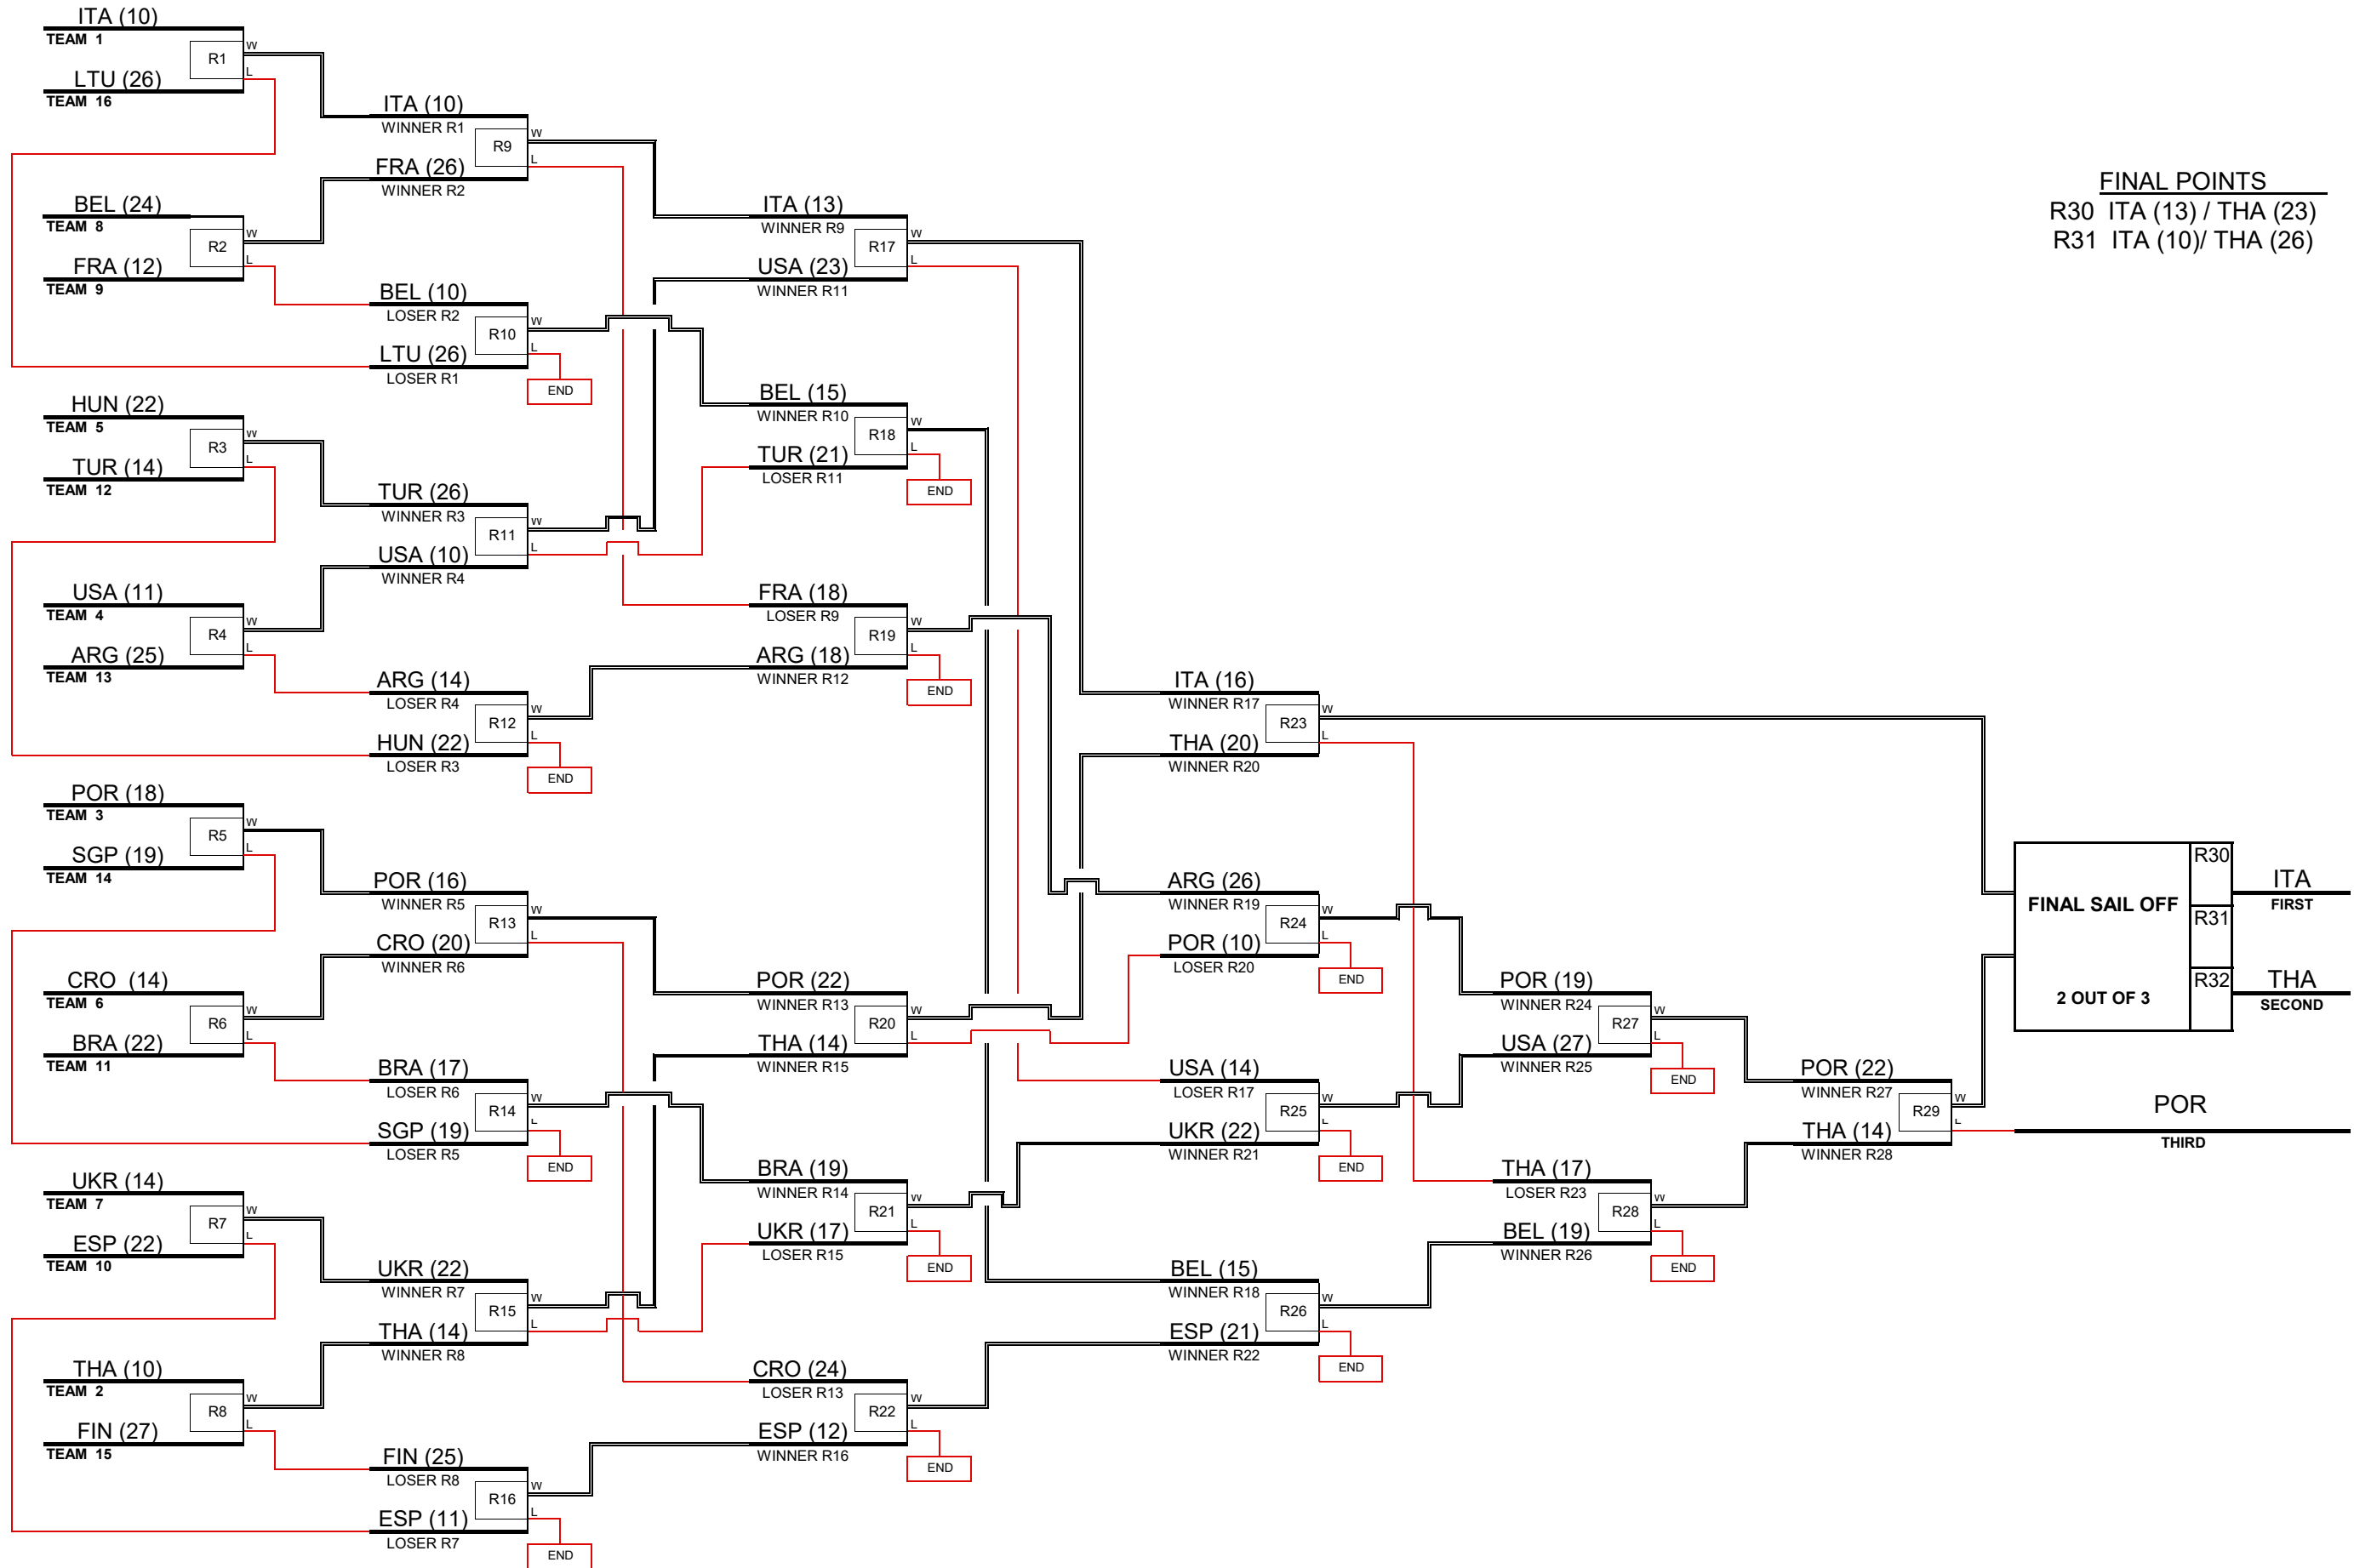 ITA (10)
TEAM 1
R1
W
L
LTU (26)
TEAM 16
BEL (24)
TEAM 8
R2
W
L
FRA (12)
TEAM 9
HUN (22)
TEAM 5
R3
W
L
TUR (14)
TEAM 12
USA (11)
TEAM 4
R4
W
L
ARG (25)
TEAM 13
POR (18)
TEAM 3
R5
W
L
SGP (19)
TEAM 14
CRO (14)
TEAM 6
R6
W
L
BRA (22)
TEAM 11
UKR (14)
TEAM 7
R7
W
L
ESP (22)
TEAM 10
THA (10)
TEAM 2
R8
W
L
FIN (27)
TEAM 15
ITA (10)
WINNER R1
R9
W
L
FRA (26)
WINNER R2
BEL (10)
LOSER R2
R10
W
L
LTU (26)
LOSER R1
END
TUR (26)
WINNER R3
R11
W
L
USA (10)
WINNER R4
ARG (14)
LOSER R4
R12
W
L
HUN (22)
LOSER R3
END
POR (16)
WINNER R5
R13
W
L
CRO (20)
WINNER R6
BRA (17)
LOSER R6
R14
W
L
SGP (19)
LOSER R5
END
UKR (22)
WINNER R7
R15
W
L
THA (14)
WINNER R8
FIN (25)
LOSER R8
R16
W
L
ESP (11)
LOSER R7
END
ITA (13)
WINNER R9
R17
W
L
USA (23)
WINNER R11
BEL (15)
WINNER R10
R18
W
L
TUR (21)
LOSER R11
END
FRA (18)
LOSER R9
R19
W
L
ARG (18)
WINNER R12
END
POR (22)
WINNER R13
R20
W
L
THA (14)
WINNER R15
BRA (19)
WINNER R14
R21
W
L
UKR (17)
LOSER R15
END
CRO (24)
LOSER R13
R22
W
L
ESP (12)
WINNER R16
END
ITA (16)
WINNER R17
R23
W
L
THA (20)
WINNER R20
ARG (26)
WINNER R19
R24
W
L
POR (10)
LOSER R20
END
USA (14)
LOSER R17
R25
W
L
UKR (22)
WINNER R21
END
BEL (15)
WINNER R18
R26
W
L
ESP (21)
WINNER R22
END
POR (19)
WINNER R24
R27
W
L
USA (27)
WINNER R25
END
THA (17)
LOSER R23
R28
W
L
BEL (19)
WINNER R26
END
POR (22)
WINNER R27
R29
W
L
THA (14)
WINNER R28
FINAL POINTS
R30 ITA (13) / THA (23)
R31 ITA (10)/ THA (26)
FINAL SAIL OFF
2 OUT OF 3
R30
R31
R32
ITA
FIRST
THA
SECOND
POR
THIRD